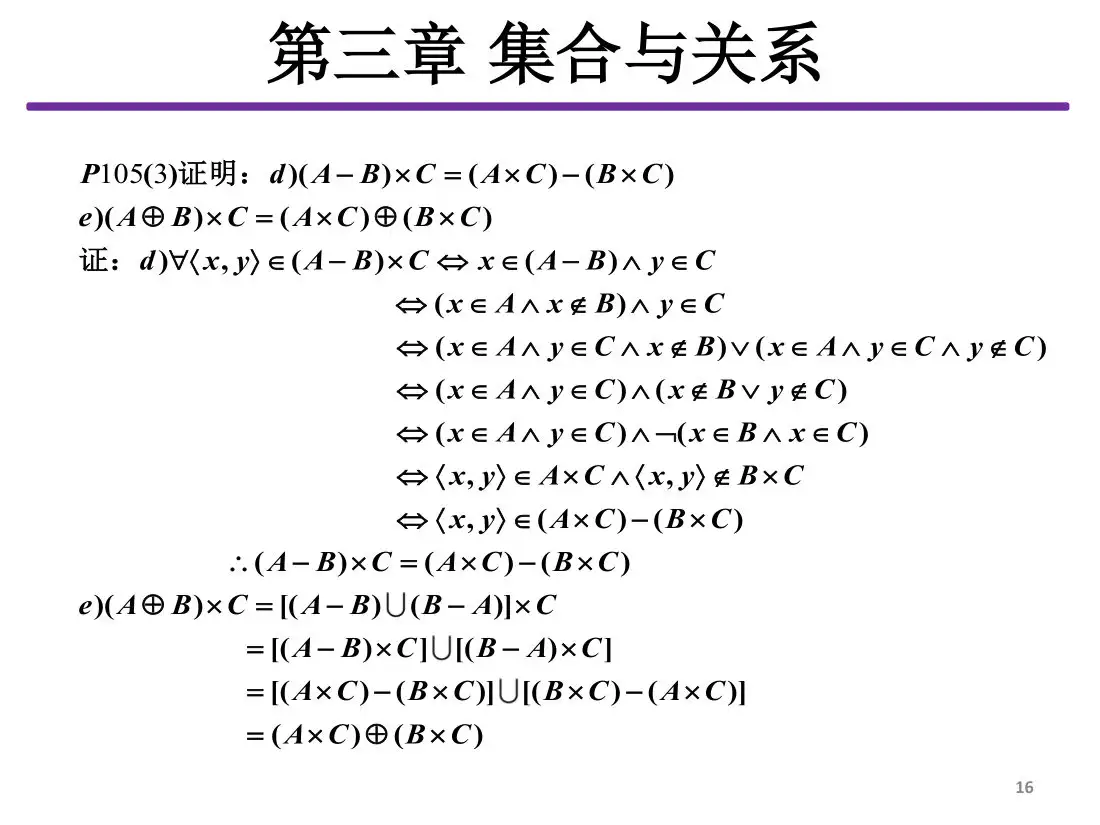 第三章 集合与关系
P105(3)证明：d)(A−B)×C=(A×C)−(B×C)
e)(A⊕B)×C=(A×C)⊕(B×C)
证：d)∀⟨x,y⟩∈(A−B)×C⇔x∈(A−B)∧y∈C
⇔(x∈A∧x∉B)∧y∈C
⇔(x∈A∧y∈C∧x∉B)∨(x∈A∧y∈C∧y∉C)
⇔(x∈A∧y∈C)∧(x∉B∨y∉C)
⇔(x∈A∧y∈C)∧¬(x∈B∧x∈C)
⇔⟨x,y⟩∈A×C∧⟨x,y⟩∉B×C
⇔⟨x,y⟩∈(A×C)−(B×C)
∴(A−B)×C=(A×C)−(B×C)
e)(A⊕B)×C=[(A−B)∪(B−A)]×C
=[(A−B)×C]∪[(B−A)×C]
=[(A×C)−(B×C)]∪[(B×C)−(A×C)]
=(A×C)⊕(B×C)
16